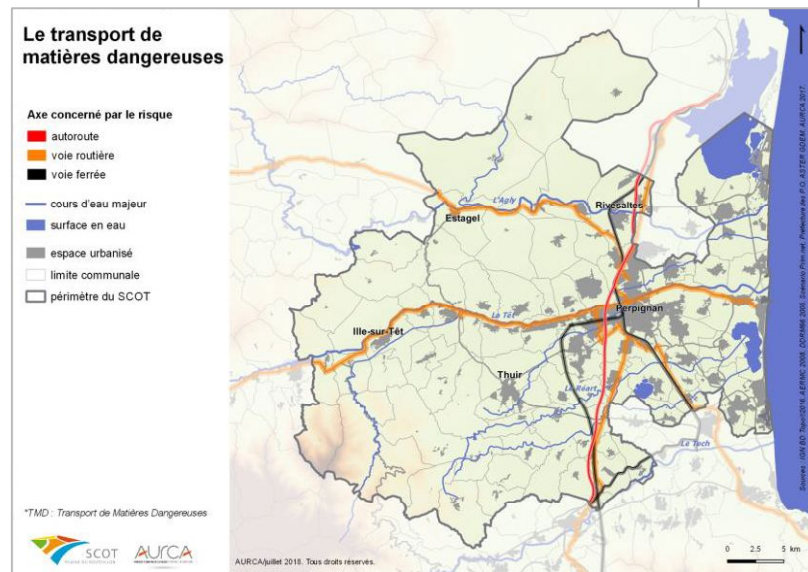 Le transport de
matières dangereuses
Axe concerné par le risque
autoroute
voie routière
voie ferrée
cours d'eau majeur
surface en eau
espace urbanisé
limite communale
périmètre du SCOT
L'Agly
Rivesaltes
Estagel
La Têt
Perpignan
Ille-sur-Têt
Thuir
Le Réart
Le Tech
*TMD : Transport de Matières Dangereuses
SCOT
AURCA
AURCA/juillet 2018. Tous droits réservés.
0 2.5 5 km